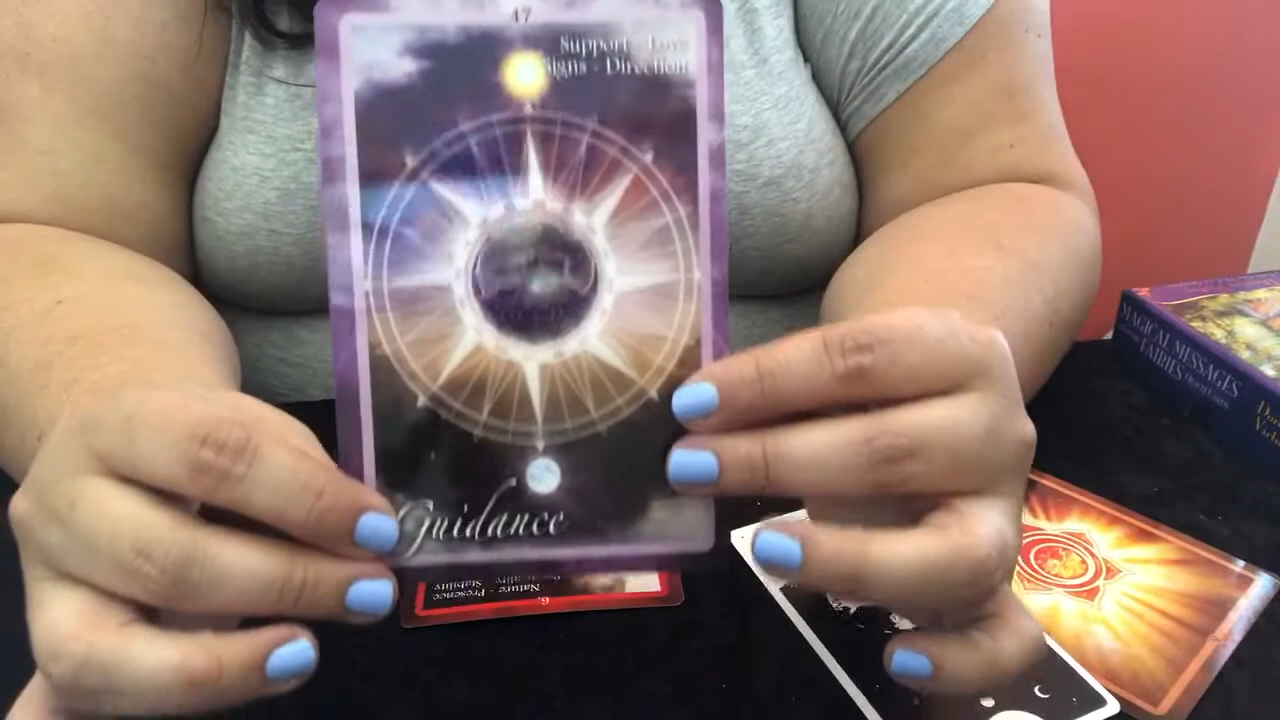 47
Support - Love
Signs - Direction
Guidance
6
Nature - Presence
Stability
MAGICAL MESSAGES
FAIRIES